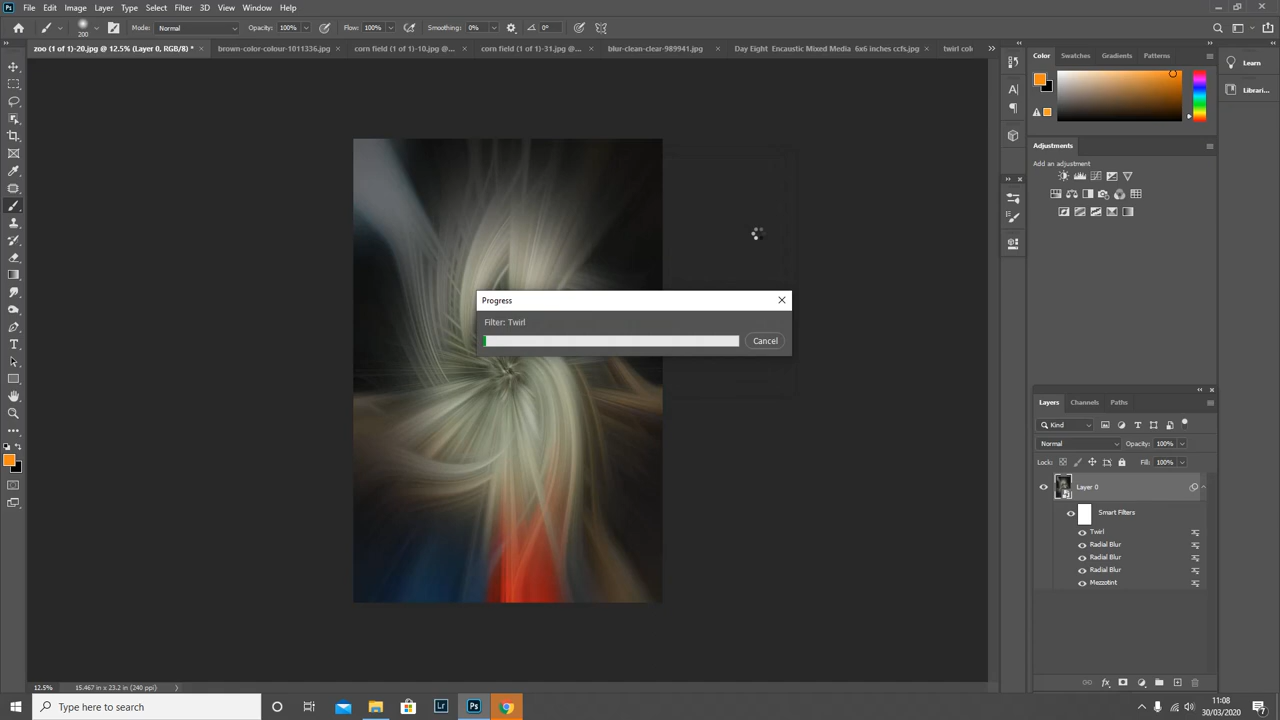 Ps File Edit Image Layer Type Select Filter 3D View Window Help
200 Mode: Normal Opacity: 100% Flow: 100% Smoothing: 0% 0°
zoo (1 of 1)-20.jpg @ 12.5% (Layer 0, RGB/8) * × brown-color-colour-1011336.jpg × corn field (1 of 1)-10.jpg @... × corn field (1 of 1)-31.jpg @... × blur-clean-clear-989941.jpg × Day Eight Encaustic Mixed Media 6x6 inches ccfs.jpg × twirl col
Color Swatches Gradients Patterns
Learn
Librari...
Adjustments
Add an adjustment
Progress
Filter: Twirl
Cancel
Layers Channels Paths
Kind
Normal Opacity: 100%
Lock: Fill: 100%
Layer 0
Smart Filters
Twirl
Radial Blur
Radial Blur
Radial Blur
Mezzotint
12.5% 15.467 in x 23.2 in (240 ppi)
Type here to search
Lr Ps
11:08
30/03/2020